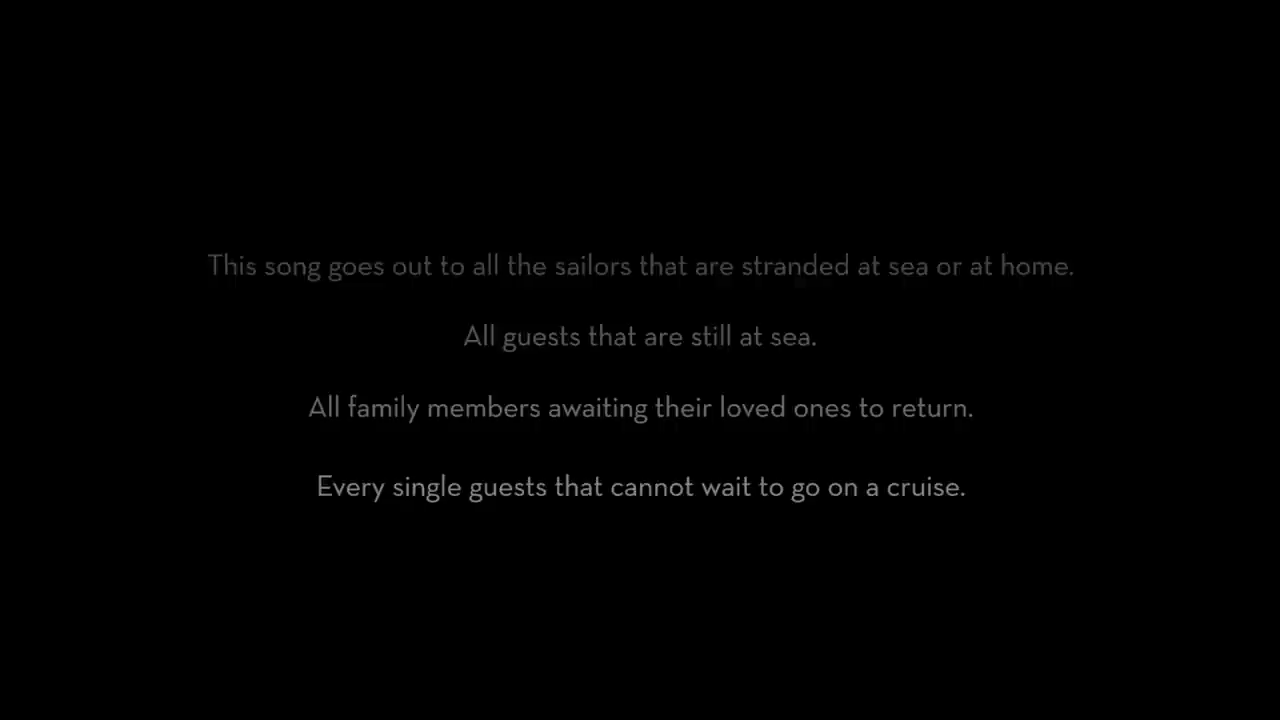 This song goes out to all the sailors that are stranded at sea or at home.
All guests that are still at sea.
All family members awaiting their loved ones to return.
Every single guests that cannot wait to go on a cruise.